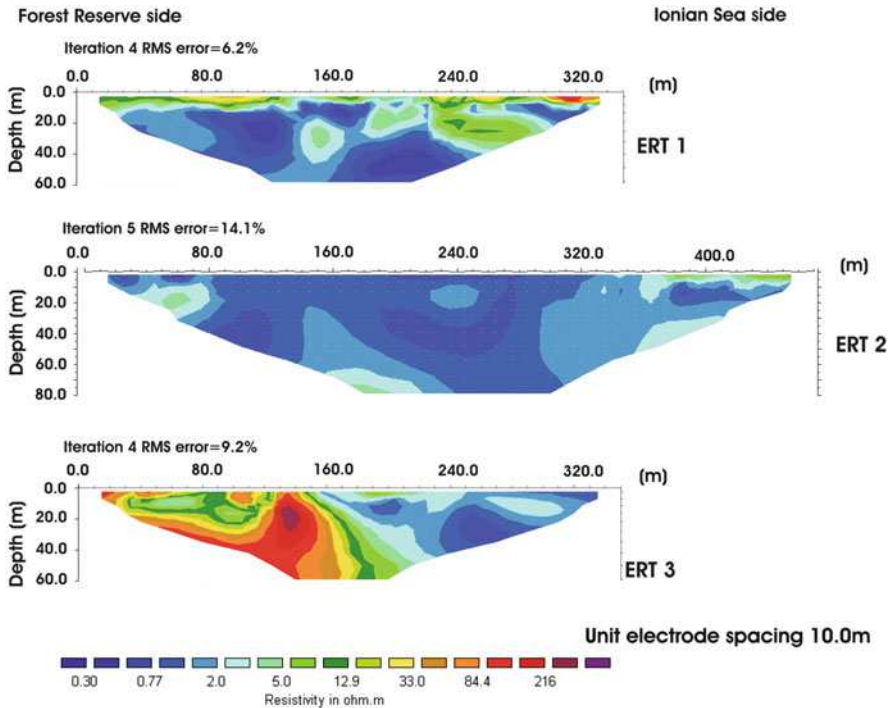 Forest Reserve side
Ionian Sea side
Iteration 4 RMS error=6.2%
0.0 80.0 160.0 240.0 320.0 (m)
Depth (m)
0.0
20.0
40.0
60.0
ERT 1
Iteration 5 RMS error=14.1%
0.0 80.0 160.0 240.0 320.0 400.0
(m)
Depth (m)
0.0
20.0
40.0
60.0
80.0
ERT 2
Iteration 4 RMS error=9.2%
0.0 80.0 160.0 240.0 320.0 (m)
Depth (m)
0.0
20.0
40.0
60.0
ERT 3
Unit electrode spacing 10.0m
0.30 0.77 2.0 5.0 12.9 33.0 84.4 216
Resistivity in ohm.m